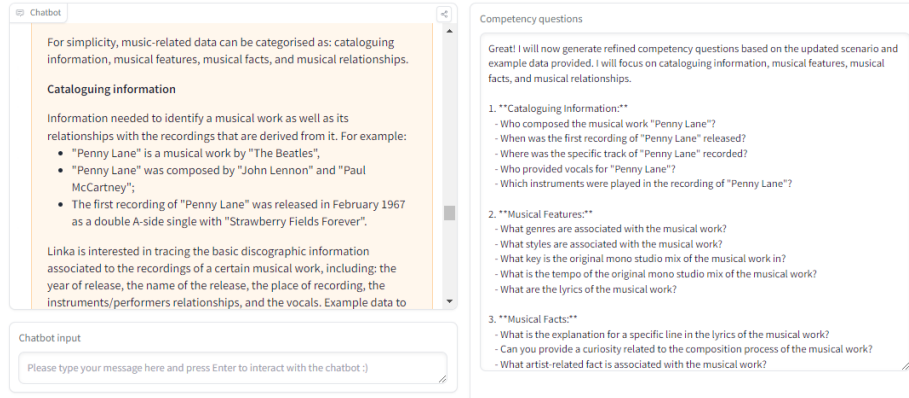 Chatbot
For simplicity, music-related data can be categorised as: cataloguing
information, musical features, musical facts, and musical relationships.
Cataloguing information
Information needed to identify a musical work as well as its
relationships with the recordings that are derived from it. For example:
• "Penny Lane" is a musical work by "The Beatles",
• "Penny Lane" was composed by "John Lennon" and "Paul
McCartney";
• The first recording of "Penny Lane" was released in February 1967
as a double A-side single with "Strawberry Fields Forever".
Linka is interested in tracing the basic discographic information
associated to the recordings of a certain musical work, including: the
year of release, the name of the release, the place of recording, the
instruments/performers relationships, and the vocals. Example data to
Chatbot input
Please type your message here and press Enter to interact with the chatbot :)
Competency questions
Great! I will now generate refined competency questions based on the updated scenario and
example data provided. I will focus on cataloguing information, musical features, musical
facts, and musical relationships.
1. **Cataloguing Information:**
- Who composed the musical work "Penny Lane"?
- When was the first recording of "Penny Lane" released?
- Where was the specific track of "Penny Lane" recorded?
- Who provided vocals for "Penny Lane"?
- Which instruments were played in the recording of "Penny Lane"?
2. **Musical Features:**
- What genres are associated with the musical work?
- What styles are associated with the musical work?
- What key is the original mono studio mix of the musical work in?
- What is the tempo of the original mono studio mix of the musical work?
- What are the lyrics of the musical work?
3. **Musical Facts:**
- What is the explanation for a specific line in the lyrics of the musical work?
- Can you provide a curiosity related to the composition process of the musical work?
- What artist-related fact is associated with the musical work?